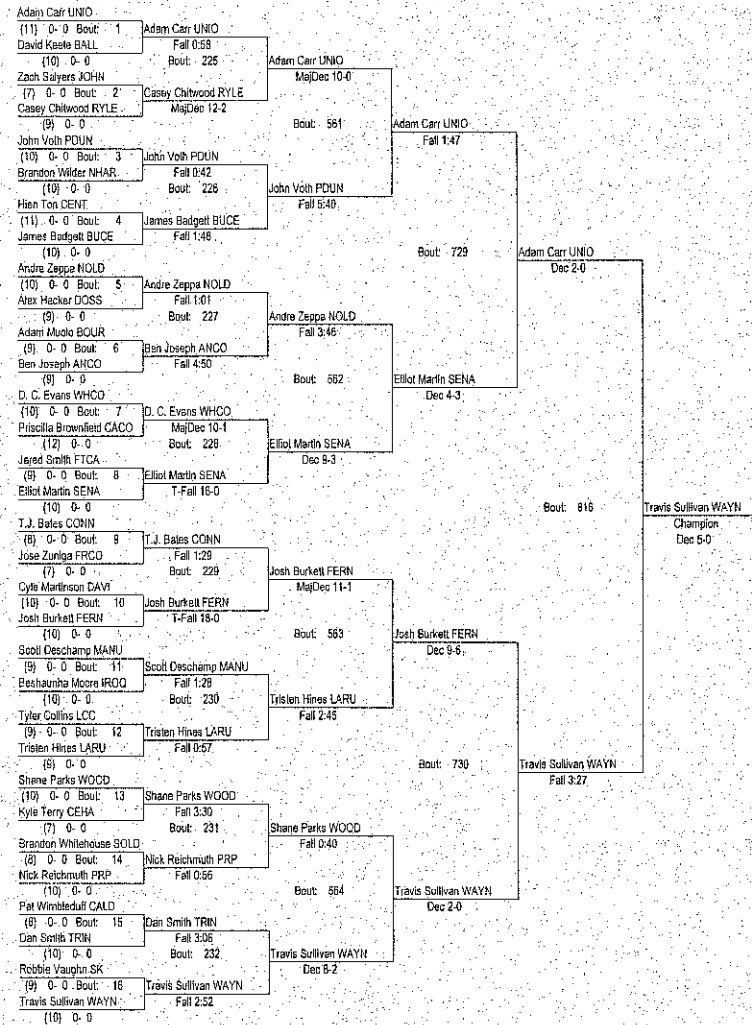 Adam Carr UNIO
(11) 0- 0 Bout: 1 Adam Carr UNIO
David Keefe BALL Fall 0:58
(10) 0- 0 Bout: 225 Adam Carr UNIO
Zach Salyers JOHN MajDec 10-0
(7) 0- 0 Bout: 2 Casey Chitwood RYLE
Casey Chitwood RYLE MajDec 12-2
(9) 0- 0 Bout: 561 Adam Carr UNIO
John Voth PDUN Fall 1:47
(10) 0- 0 Bout: 3 John Voth PDUN
Brandon Wilder NHAR Fall 0:42
(10) 0- 0 Bout: 226 John Voth PDUN
Hien Ton CENT Fall 5:40
(11) 0- 0 Bout: 4 James Badgett BUCE
James Badgett BUCE Fall 1:46
(10) 0- 0 Bout: 729 Adam Carr UNIO
Andre Zeppa NOLD Dec 2-0
(10) 0- 0 Bout: 5 Andre Zeppa NOLD
Alex Hacker DOSS Fall 1:01
(9) 0- 0 Bout: 227 Andre Zeppa NOLD
Adam Muolo BOUR Fall 3:46
(9) 0- 0 Bout: 6 Ben Joseph ANCO
Ben Joseph ANCO Fall 4:50
(9) 0- 0 Bout: 562 Elliot Martin SENA
D. C. Evans WHCO Dec 4-3
(10) 0- 0 Bout: 7 D. C. Evans WHCO
Priscilla Brownfield CACO MajDec 10-1
(12) 0- 0 Bout: 228 Elliot Martin SENA
Jared Smith FTCA Dec 9-3
(9) 0- 0 Bout: 8 Elliot Martin SENA
Elliot Martin SENA T-Fall 16-0
(10) 0- 0 Bout: 816 Travis Sullivan WAYN
T.J. Bates CONN Champion
(8) 0- 0 Bout: 9 T.J. Bates CONN Dec 5-0
Jose Zuniga FRCO Fall 1:29
(7) 0- 0 Bout: 229 Josh Burkett FERN
Cyle Martinson DAVI MajDec 11-1
(10) 0- 0 Bout: 10 Josh Burkett FERN
Josh Burkett FERN T-Fall 18-0
(10) 0- 0 Bout: 563 Josh Burkett FERN
Scott Deschamp MANU Dec 9-6
(9) 0- 0 Bout: 11 Scott Deschamp MANU
Beshaunha Moore IROQ Fall 1:28
(10) 0- 0 Bout: 230 Tristen Hines LARU
Tyler Collins LCC Fall 2:45
(9) 0- 0 Bout: 12 Tristen Hines LARU
Tristen Hines LARU Fall 0:57
(8) 0- 0 Bout: 730 Travis Sullivan WAYN
Shane Parks WOOD Fall 3:27
(10) 0- 0 Bout: 13 Shane Parks WOOD
Kyle Terry CEHA Fall 3:30
(7) 0- 0 Bout: 231 Shane Parks WOOD
Brandon Whitehouse SOLD Fall 0:40
(8) 0- 0 Bout: 14 Nick Reichmuth PRP
Nick Reichmuth PRP Fall 0:56
(10) 0- 0 Bout: 564 Travis Sullivan WAYN
Pat Wimbleduff CALD Dec 2-0
(8) 0- 0 Bout: 15 Dan Smith TRIN
Dan Smith TRIN Fall 3:06
(10) 0- 0 Bout: 232 Travis Sullivan WAYN
Robbie Vaughn SK Dec 8-2
(9) 0- 0 Bout: 16 Travis Sullivan WAYN
Travis Sullivan WAYN Fall 2:52
(10) 0- 0